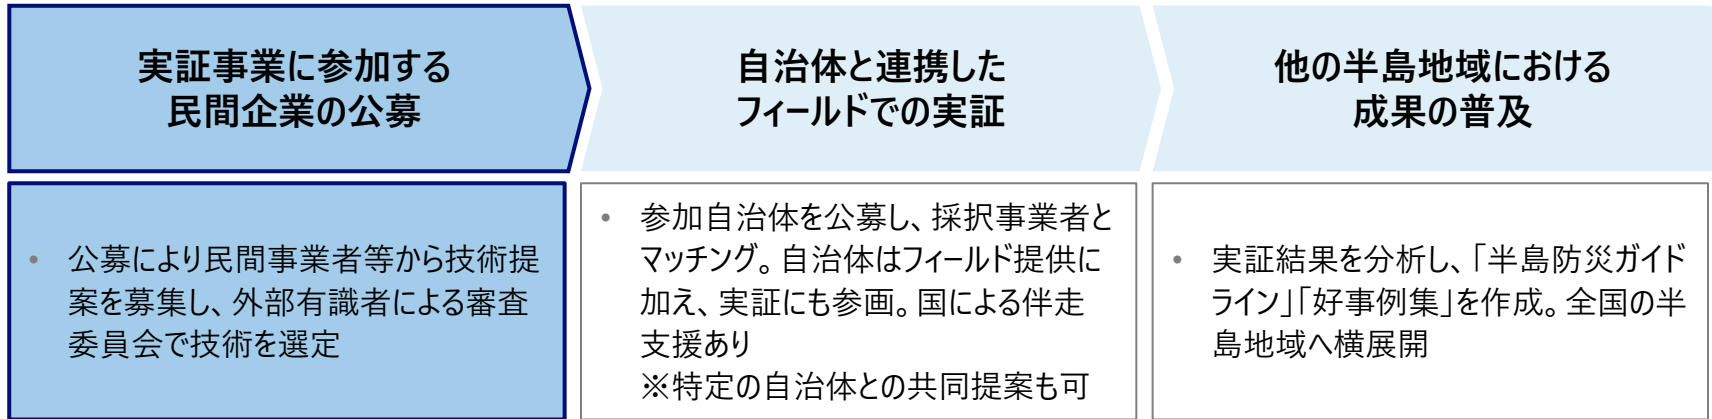 実証事業に参加する
民間企業の公募
自治体と連携した
フィールドでの実証
他の半島地域における
成果の普及
• 公募により民間事業者等から技術提
案を募集し、外部有識者による審査
委員会で技術を選定
• 参加自治体を公募し、採択事業者と
マッチング。自治体はフィールド提供に
加え、実証にも参画。国による伴走
支援あり
※特定の自治体との共同提案も可
• 実証結果を分析し、「半島防災ガイド
ライン」「好事例集」を作成。全国の半
島地域へ横展開